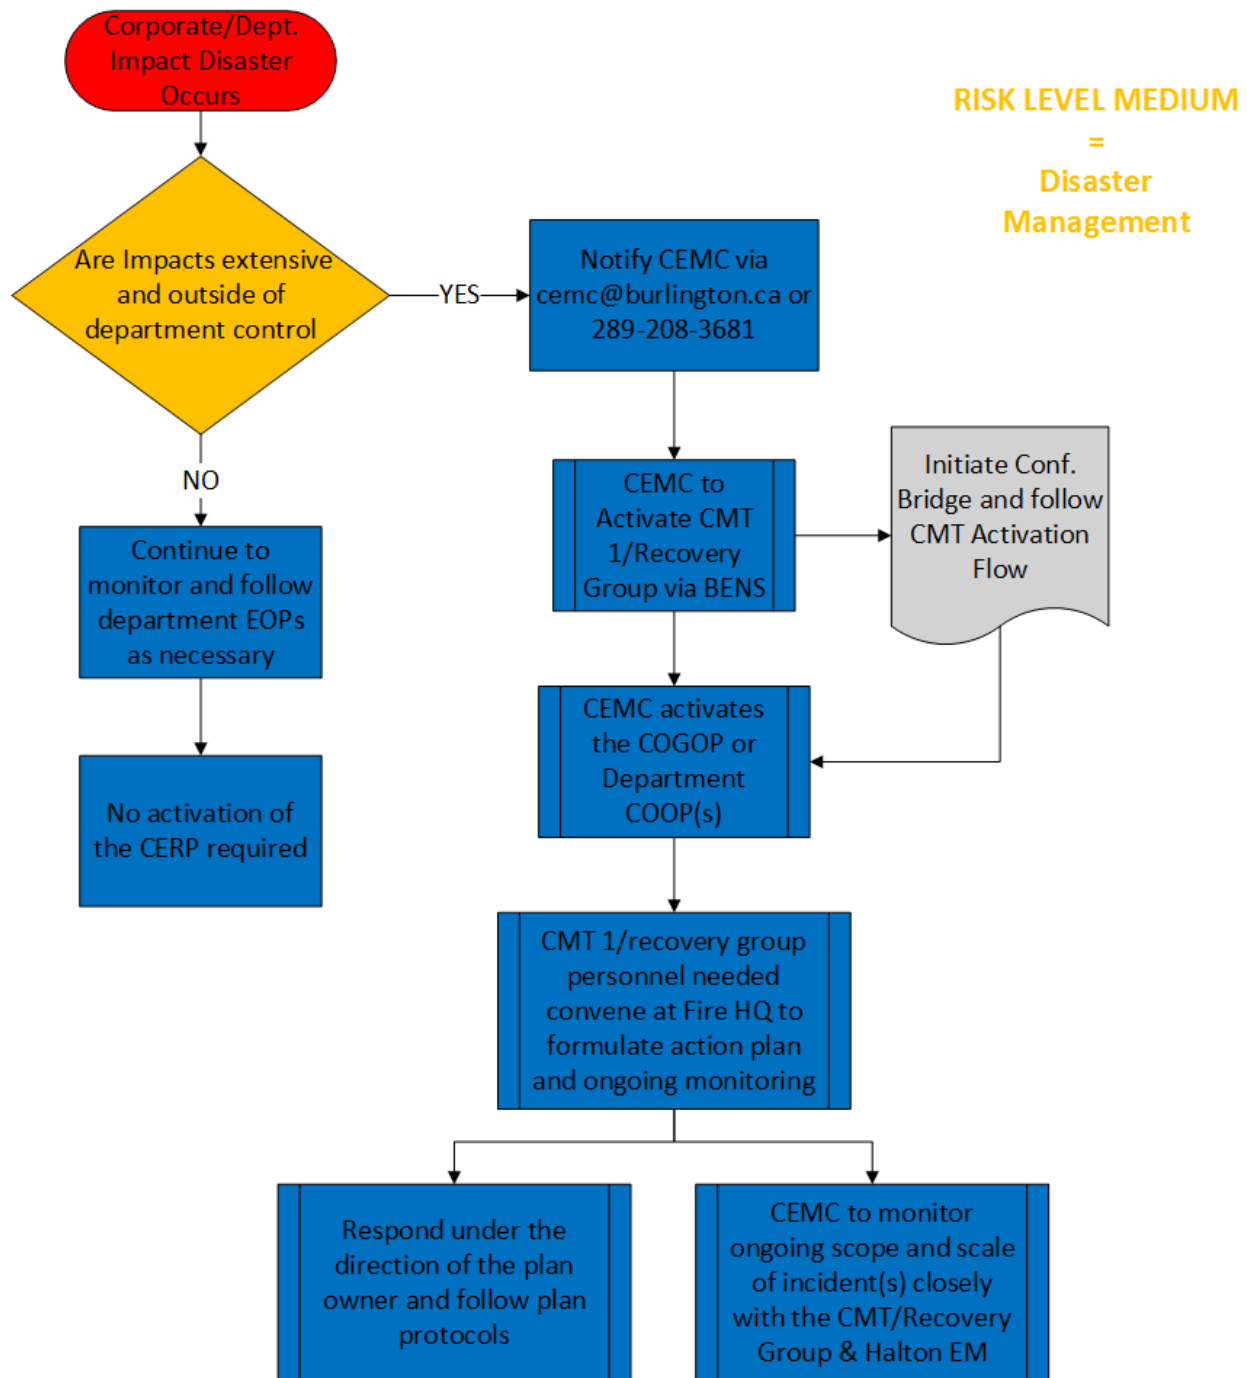 Corporate/Dept.
Impact Disaster
Occurs
RISK LEVEL MEDIUM
=
Disaster
Management
Are Impacts extensive
and outside of
department control
YES
Notify CEMC via
cemc@burlington.ca or
289-208-3681
NO
Continue to
monitor and follow
department EOPs
as necessary
No activation of
the CERP required
CEMC to
Activate CMT
1/Recovery
Group via BENS
Initiate Conf.
Bridge and follow
CMT Activation
Flow
CEMC activates
the COGOP or
Department
COOP(s)
CMT 1/recovery group
personnel needed
convene at Fire HQ to
formulate action plan
and ongoing monitoring
Respond under the
direction of the plan
owner and follow plan
protocols
CEMC to monitor
ongoing scope and scale
of incident(s) closely
with the CMT/Recovery
Group & Halton EM